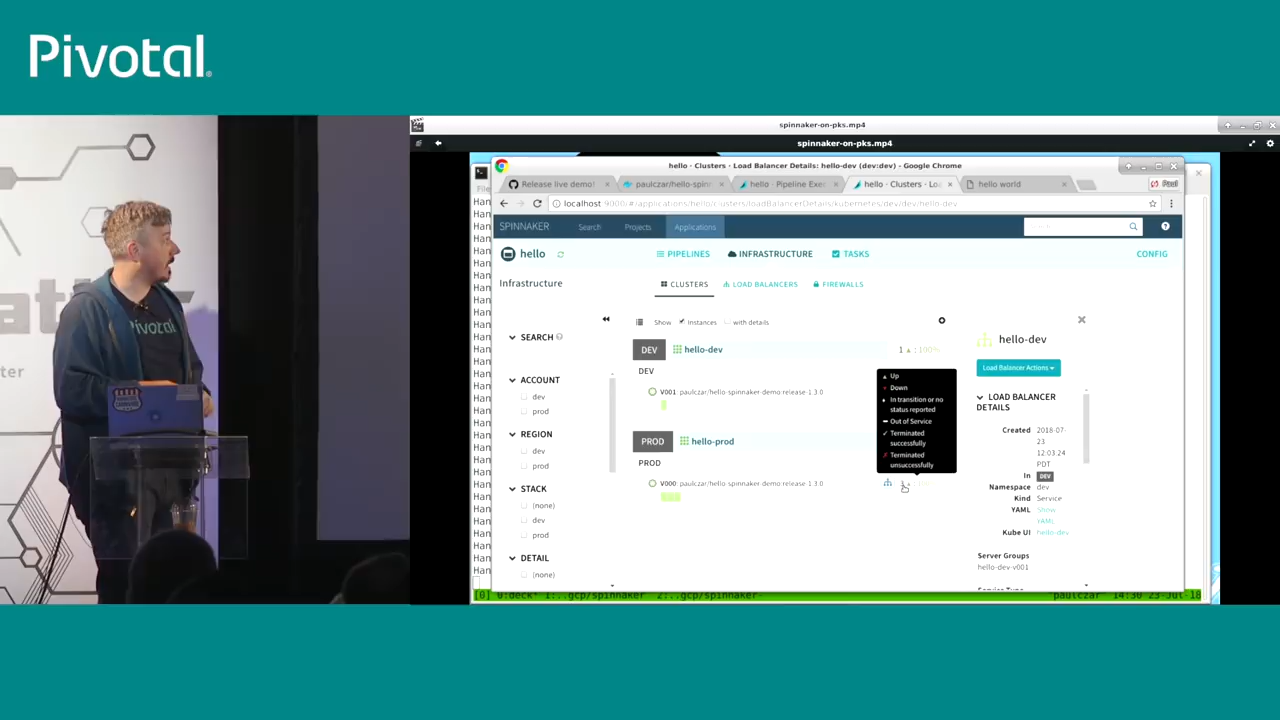 Pivotal
spinnaker-on-pks.mp4
spinnaker-on-pks.mp4
hello · Clusters · Load Balancer Details: hello-dev (dev:dev) - Google Chrome
Release live demo!
paulczar/hello-spinn
hello · Pipeline Exec
hello · Clusters · Loa
hello world
Paul
localhost:9000/#/applications/hello/clusters/loadBalancerDetails/kubernetes/dev/dev/hello-dev
SPINNAKER
Search
Projects
Applications
hello
PIPELINES
INFRASTRUCTURE
TASKS
CONFIG
Infrastructure
CLUSTERS
LOAD BALANCERS
FIREWALLS
Show
Instances
with details
SEARCH
ACCOUNT
dev
prod
REGION
dev
prod
STACK
(none)
dev
prod
DETAIL
(none)
DEV
hello-dev
1 : 100%
DEV
V001: paulczar/hello-spinnaker-demo:release-1.3.0
PROD
hello-prod
PROD
V000: paulczar/hello-spinnaker-demo:release-1.3.0
Up
Down
In transition or no
status reported
Out of Service
Terminated
successfully
Terminated
unsuccessfully
hello-dev
Load Balancer Actions
LOAD BALANCER
DETAILS
Created 2018-07-
23
12:03:24
PDT
In DEV
Namespace dev
Kind Service
YAML Show
YAML
Kube UI hello-dev
Server Groups
hello-dev-v001
Service Type
[0] 0:deck* 1:..gcp/spinnaker 2:..gcp/spinnaker-
"paulczar" 14:30 23-Jul-18
Pivotal